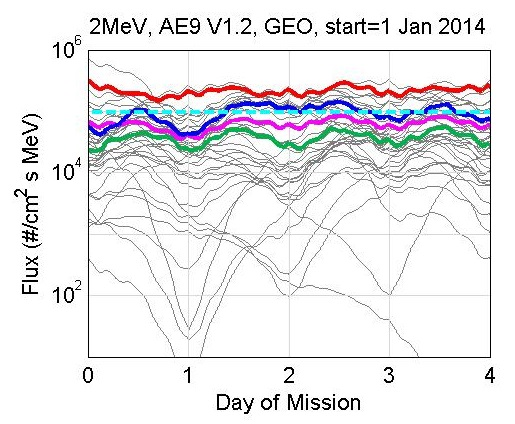 2MeV, AE9 V1.2, GEO, start=1 Jan 2014
10^6
10^4
10^2
Flux (#/cm^2 s MeV)
0 1 2 3 4
Day of Mission